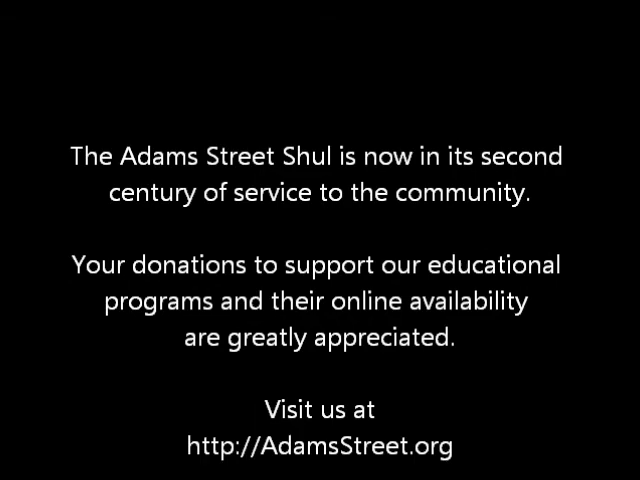 The Adams Street Shul is now in its second
century of service to the community.
Your donations to support our educational
programs and their online availability
are greatly appreciated.
Visit us at
http://AdamsStreet.org